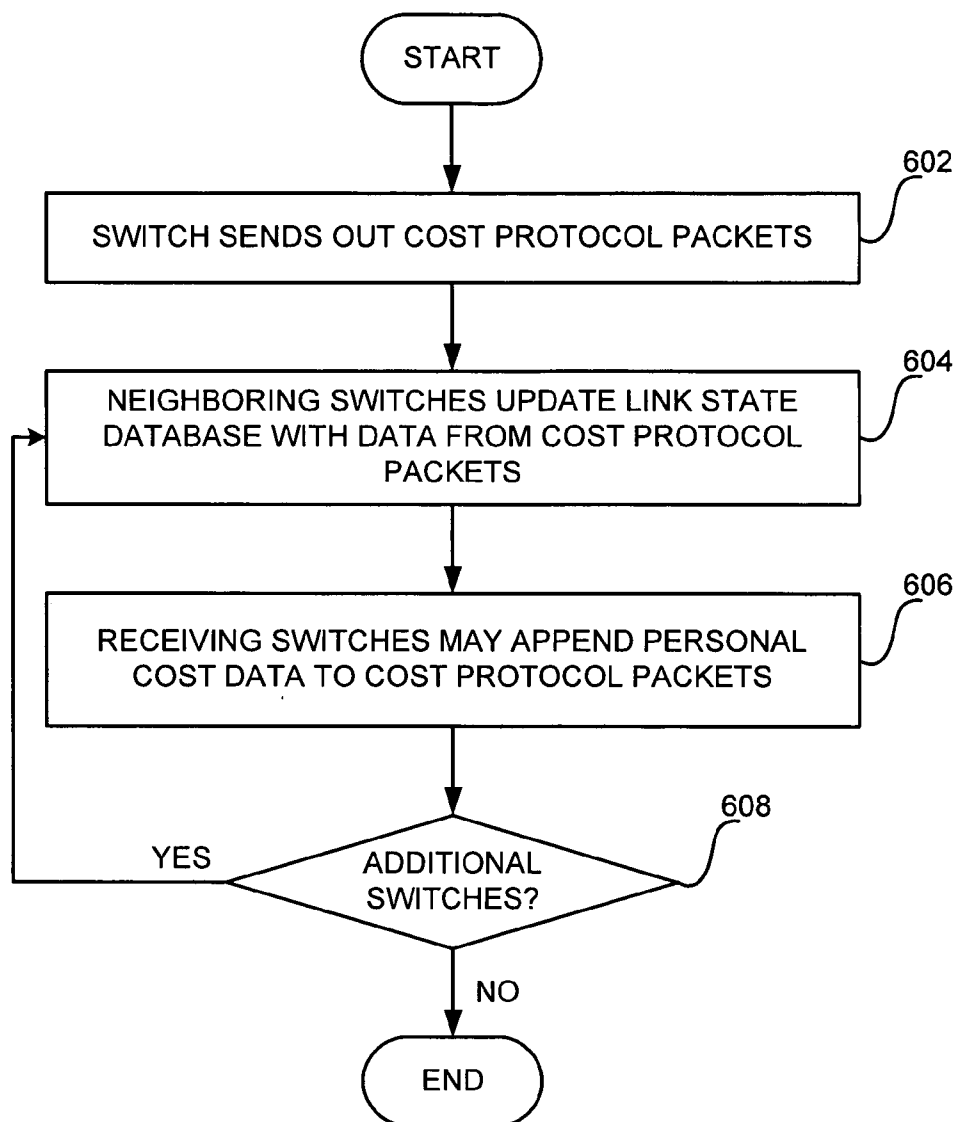 START
602
SWITCH SENDS OUT COST PROTOCOL PACKETS
604
NEIGHBORING SWITCHES UPDATE LINK STATE
DATABASE WITH DATA FROM COST PROTOCOL
PACKETS
606
RECEIVING SWITCHES MAY APPEND PERSONAL
COST DATA TO COST PROTOCOL PACKETS
608
YES
ADDITIONAL
SWITCHES?
NO
END